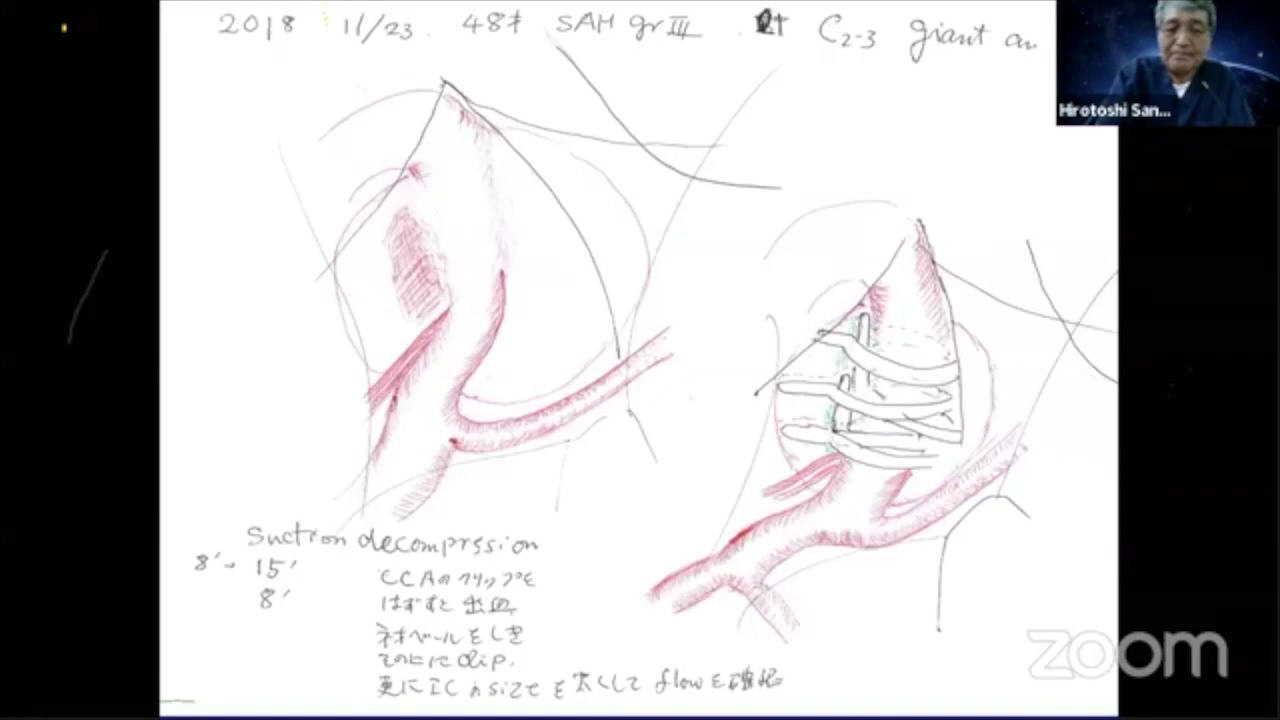 2018 11/23. 48才 SAH gr III. Lt C2-3 giant an
Hirotoshi San...
Suction decompression
8' → 15'
8'
CCAのクリップを
はずすと出血,
ネオベールをしき
その上にclip.
更にICのsizeを太くしてflowを確認
zoom